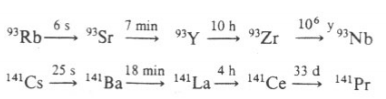 ⁹³Rb —6 s→ ⁹³Sr —7 min→ ⁹³Y —10 h→ ⁹³Zr —10⁶ y→ ⁹³Nb
¹⁴¹Cs —25 s→ ¹⁴¹Ba —18 min→ ¹⁴¹La —4 h→ ¹⁴¹Ce —33 d→ ¹⁴¹Pr